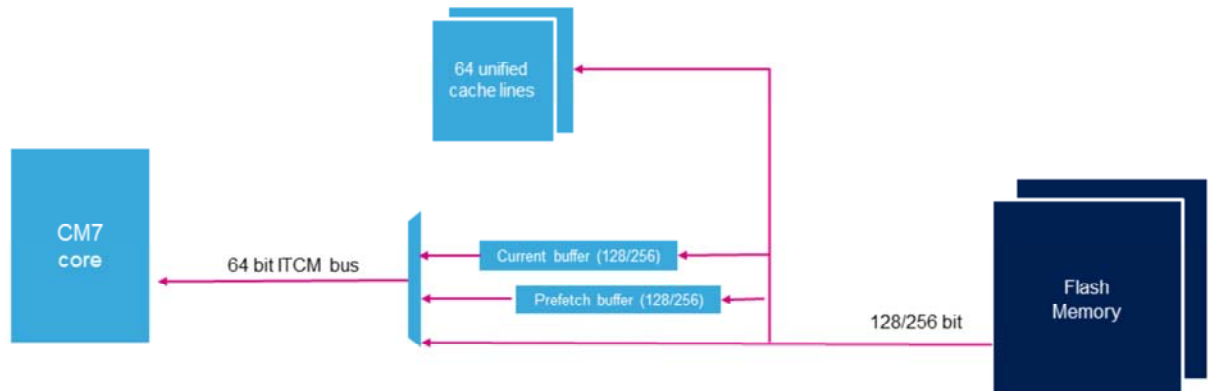 64 unified
cache lines
CM7
core
64 bit ITCM bus
Current buffer (128/256)
Prefetch buffer (128/256)
128/256 bit
Flash
Memory